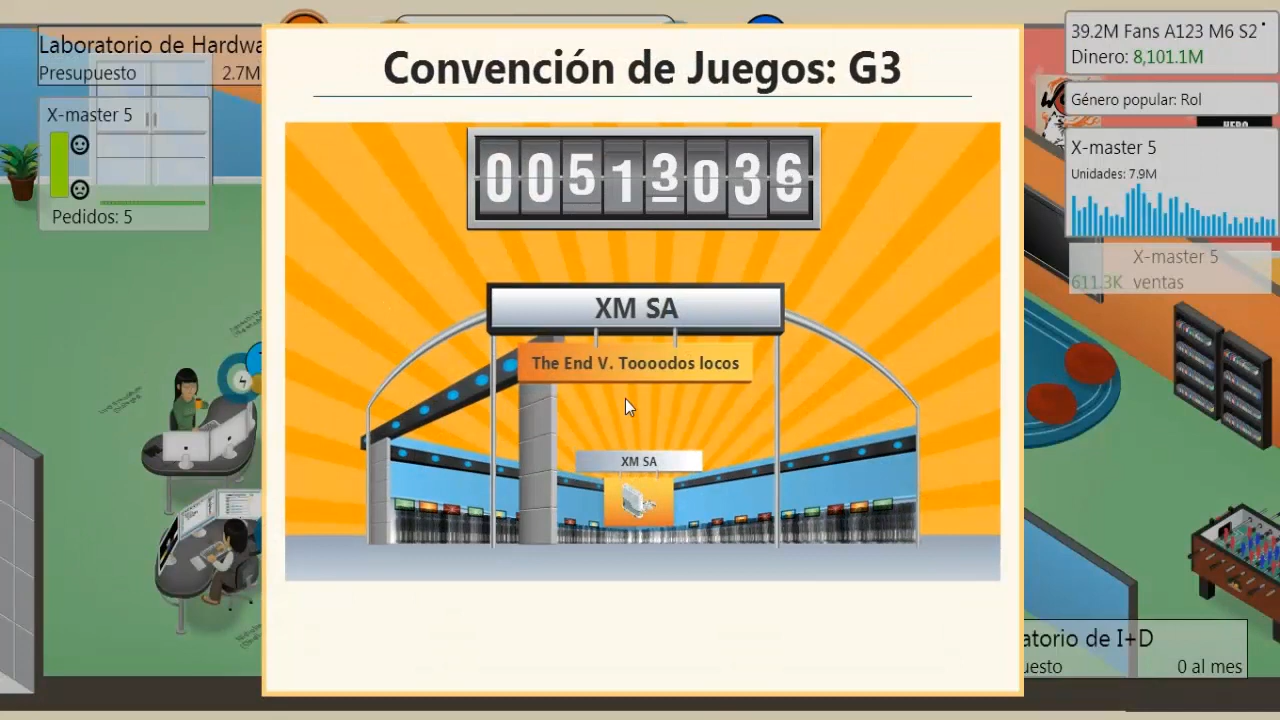 Laboratorio de Hardwa
Presupuesto 2.7M
X-master 5
Pedidos: 5
Convención de Juegos: G3
00513036
XM SA
The End V. Toooodos locos
XM SA
39.2M Fans A123 M6 S2
Dinero: 8,101.1M
Género popular: Rol
HERO
X-master 5
Unidades: 7.9M
X-master 5
611.3K ventas
atorio de I+D
uesto 0 al mes